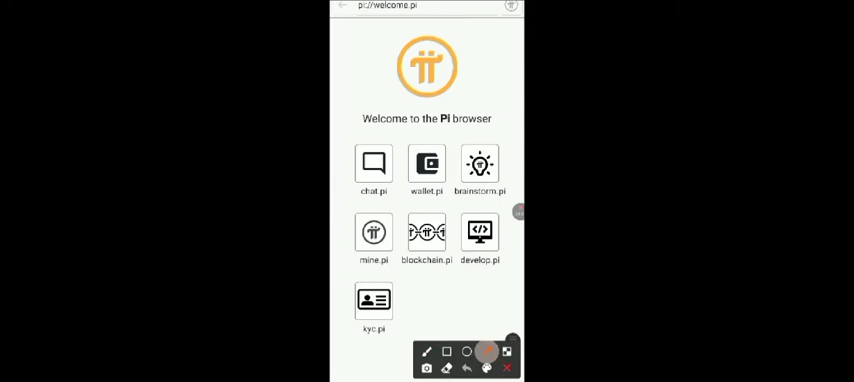 pi://welcome.pi
Welcome to the Pi browser
chat.pi wallet.pi brainstorm.pi
mine.pi blockchain.pi develop.pi
kyc.pi